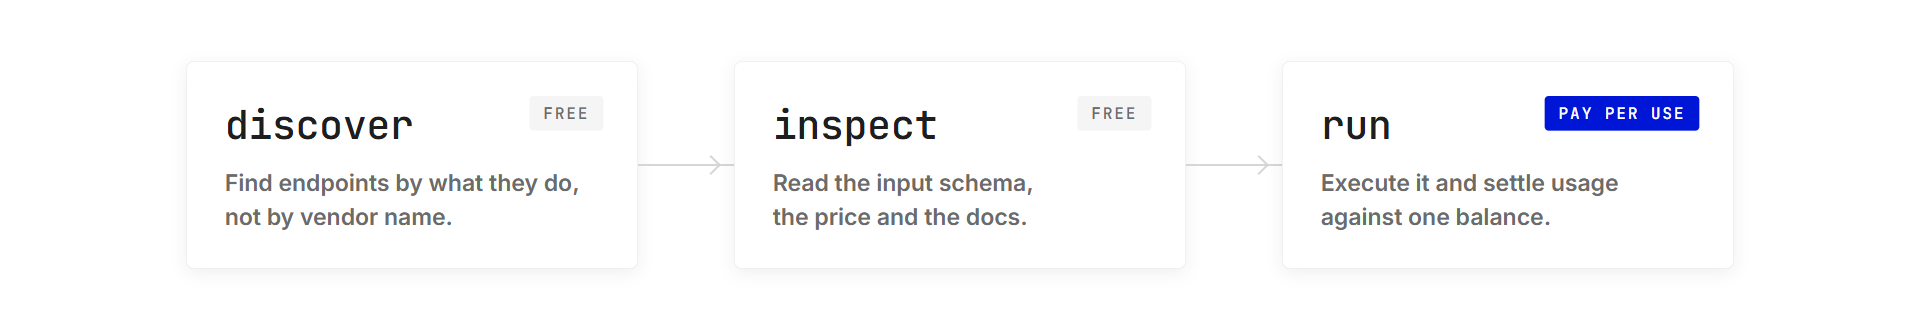 discover
FREE
Find endpoints by what they do,
not by vendor name.
inspect
FREE
Read the input schema,
the price and the docs.
run
PAY PER USE
Execute it and settle usage
against one balance.